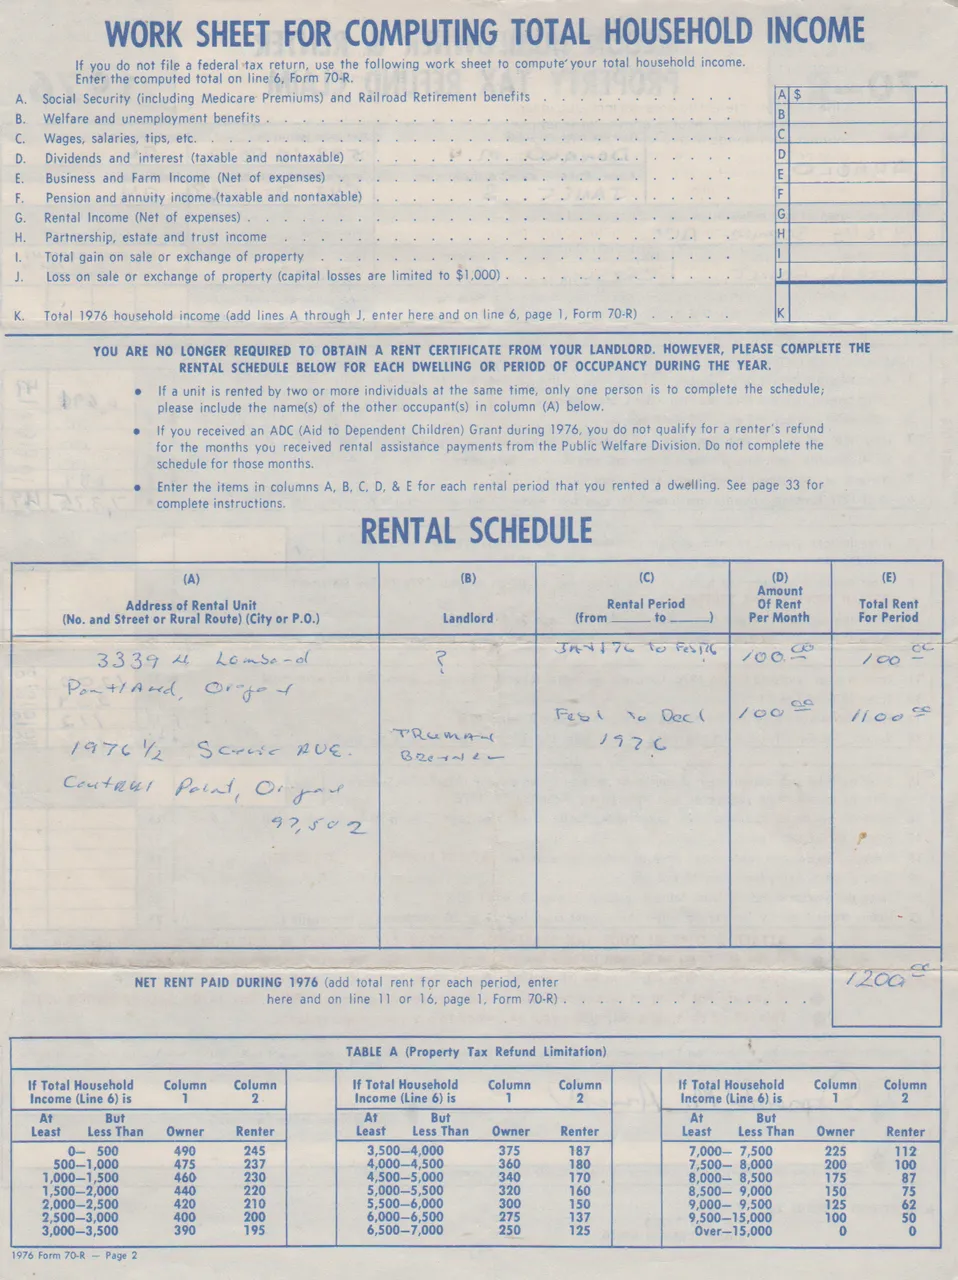 WORK SHEET FOR COMPUTING TOTAL HOUSEHOLD INCOME
If you do not file a federal tax return, use the following work sheet to compute your total household income.
Enter the computed total on line 6, Form 70-R.
A. Social Security (including Medicare Premiums) and Railroad Retirement benefits . . . . . . . . . . A $
B. Welfare and unemployment benefits . . . . . . . . . . B
C. Wages, salaries, tips, etc. . . . . . . . . . . C
D. Dividends and interest (taxable and nontaxable) . . . . . . . . . . D
E. Business and Farm Income (Net of expenses) . . . . . . . . . . E
F. Pension and annuity income (taxable and nontaxable) . . . . . . . . . . F
G. Rental Income (Net of expenses) . . . . . . . . . . G
H. Partnership, estate and trust income . . . . . . . . . . H
I. Total gain on sale or exchange of property . . . . . . . . . . I
J. Loss on sale or exchange of property (capital losses are limited to $1,000) . . . . . . . . . . J
K. Total 1976 household income (add lines A through J, enter here and on line 6, page 1, Form 70-R) . . . . . K
YOU ARE NO LONGER REQUIRED TO OBTAIN A RENT CERTIFICATE FROM YOUR LANDLORD. HOWEVER, PLEASE COMPLETE THE
RENTAL SCHEDULE BELOW FOR EACH DWELLING OR PERIOD OF OCCUPANCY DURING THE YEAR.
• If a unit is rented by two or more individuals at the same time, only one person is to complete the schedule;
please include the name(s) of the other occupant(s) in column (A) below.
• If you received an ADC (Aid to Dependent Children) Grant during 1976, you do not qualify for a renter's refund
for the months you received rental assistance payments from the Public Welfare Division. Do not complete the
schedule for those months.
• Enter the items in columns A, B, C, D, & E for each rental period that you rented a dwelling. See page 33 for
complete instructions.
RENTAL SCHEDULE
(A) (B) (C) (D) (E)
Amount
Address of Rental Unit Rental Period Of Rent Total Rent
(No. and Street or Rural Route) (City or P.O.) Landlord (from _____ to _____) Per Month For Period
3339 N Lombard ? JAN 1 76 to Feb 76 100.00 100.00
Portland, Oregon
Feb 1 to Dec 1 100.00 1100.00
1976 1/2 Scenic AVE. TRUMAN 1976
Central Point, Oregon
97,502
NET RENT PAID DURING 1976 (add total rent for each period, enter
here and on line 11 or 16, page 1, Form 70-R) . . . . . . . . . . 1200.00
TABLE A (Property Tax Refund Limitation)
If Total Household Column Column If Total Household Column Column If Total Household Column Column
Income (Line 6) is 1 2 Income (Line 6) is 1 2 Income (Line 6) is 1 2
At But At But At But
Least Less Than Owner Renter Least Less Than Owner Renter Least Less Than Owner Renter
0— 500 490 245 3,500—4,000 375 187 7,000— 7,500 225 112
500—1,000 475 237 4,000—4,500 360 180 7,500— 8,000 200 100
1,000—1,500 460 230 4,500—5,000 340 170 8,000— 8,500 175 87
1,500—2,000 440 220 5,000—5,500 320 160 8,500— 9,000 150 75
2,000—2,500 420 210 5,500—6,000 300 150 9,000— 9,500 125 62
2,500—3,000 400 200 6,000—6,500 275 137 9,500—15,000 100 50
3,000—3,500 390 195 6,500—7,000 250 125 Over—15,000 0 0
1976 Form 70-R — Page 2